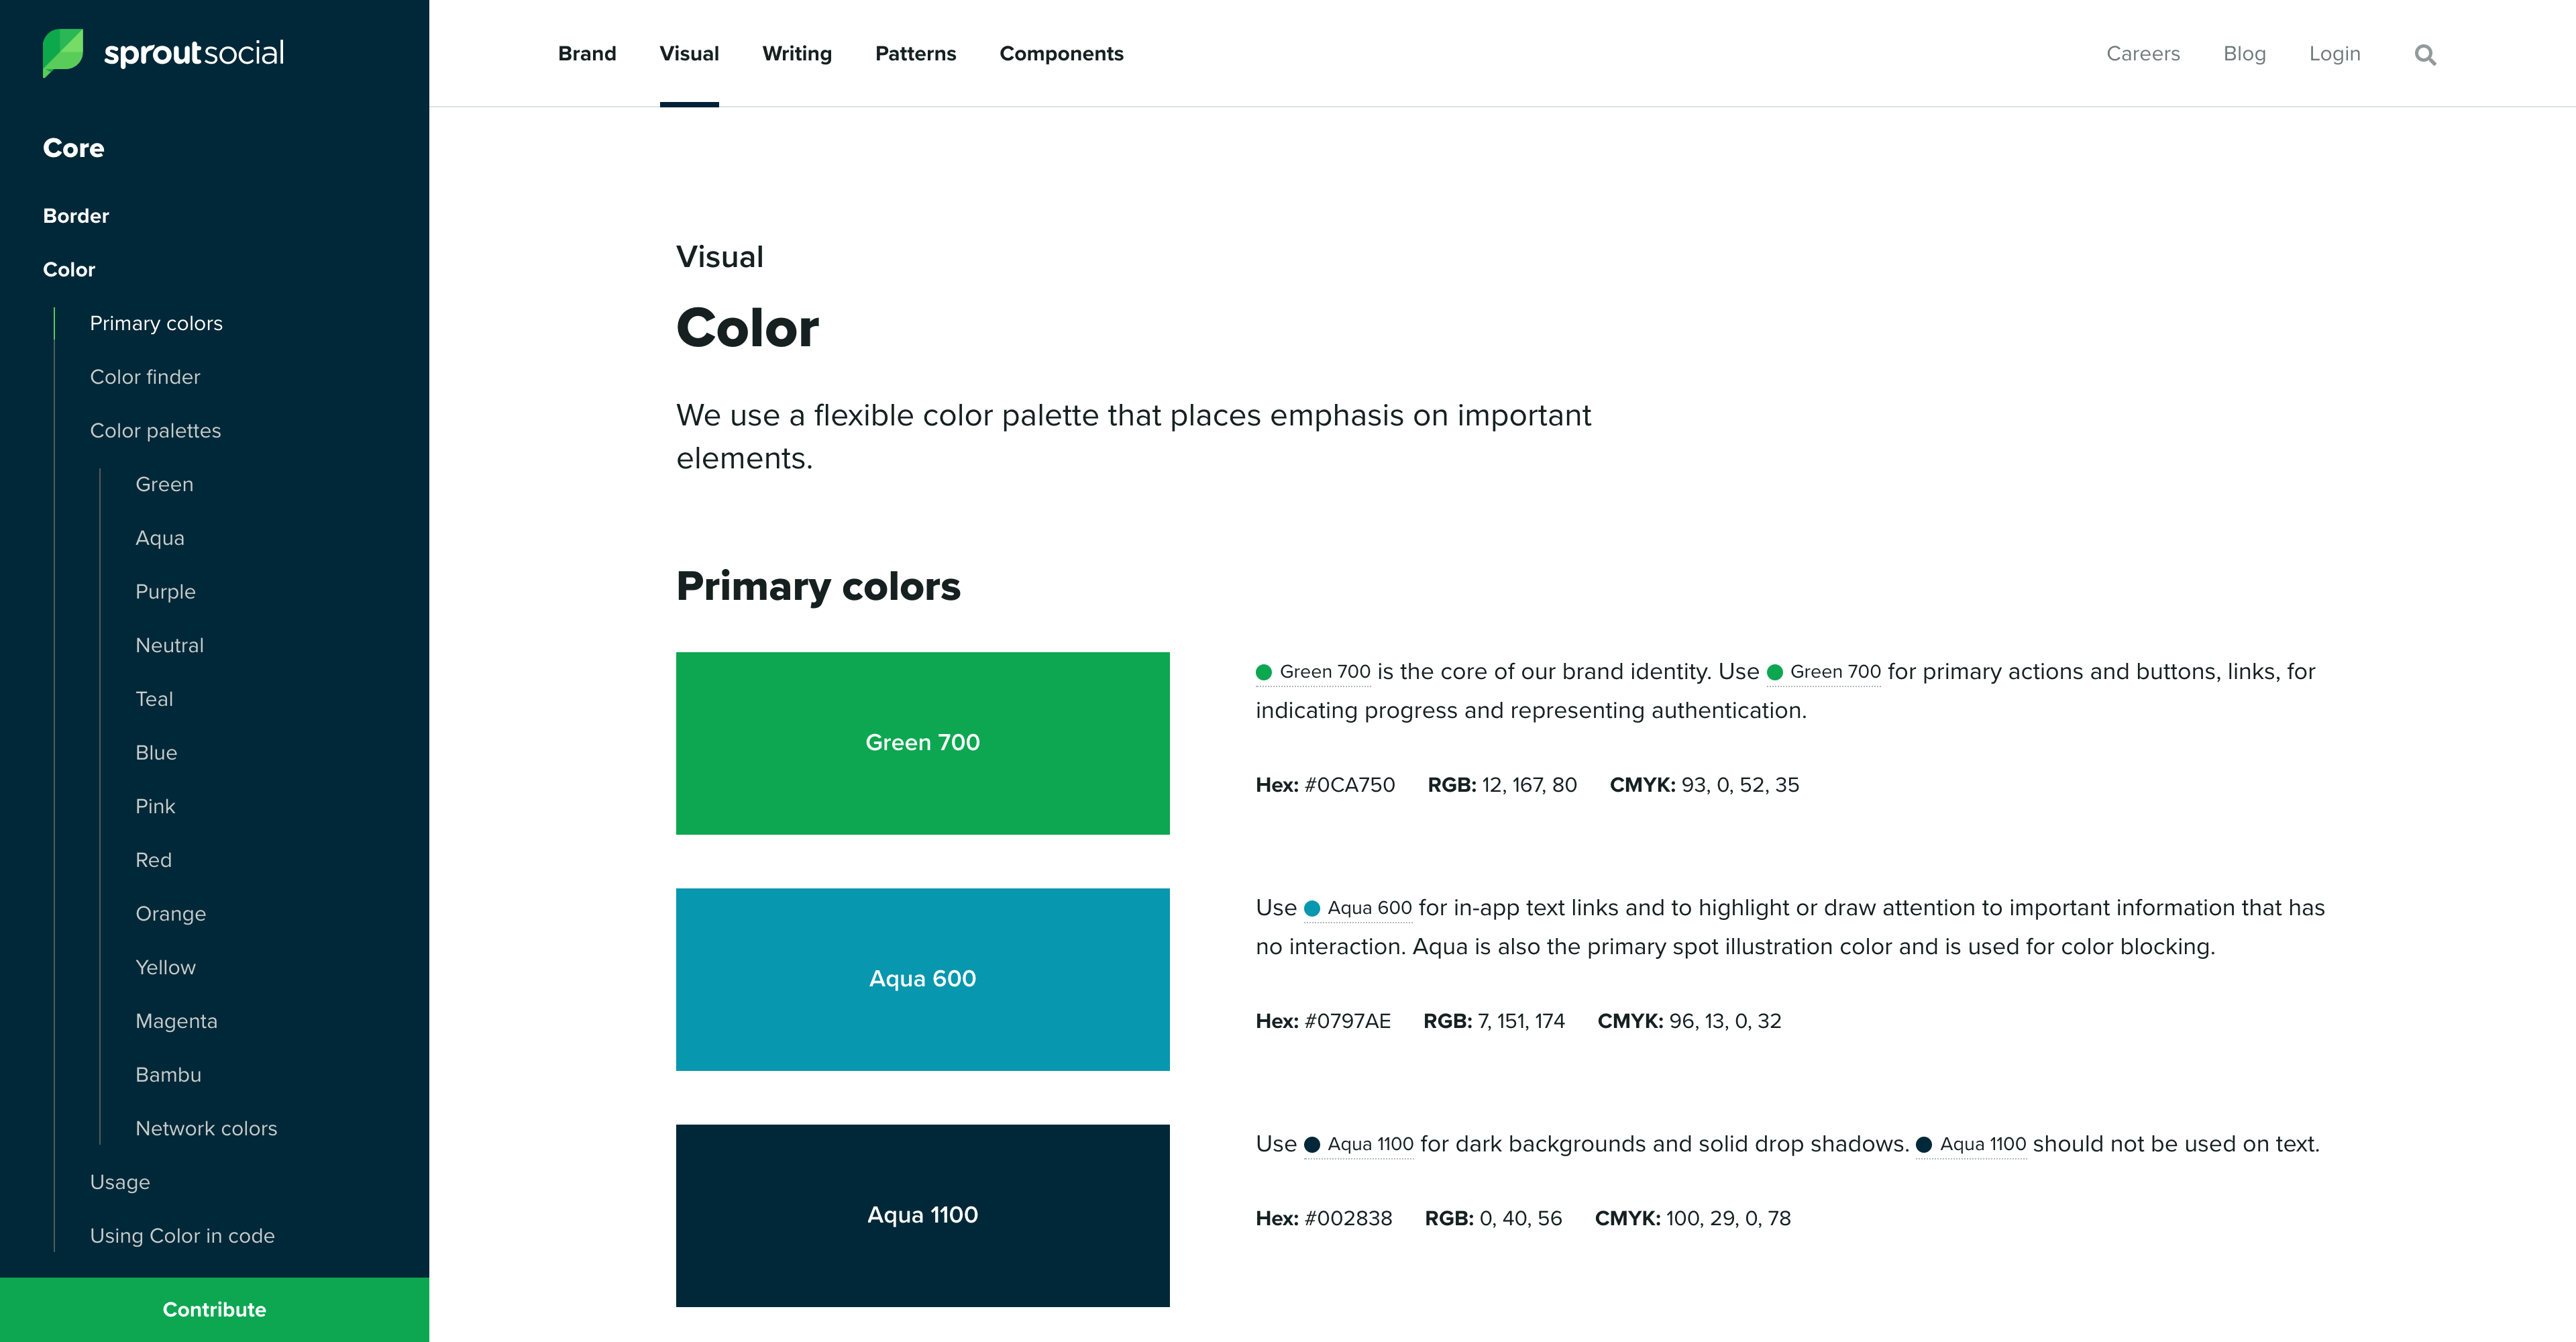 sproutsocial
Brand Visual Writing Patterns Components
Careers Blog Login
Core
Border
Color
Primary colors
Color finder
Color palettes
Green
Aqua
Purple
Neutral
Teal
Blue
Pink
Red
Orange
Yellow
Magenta
Bambu
Network colors
Usage
Using Color in code
Contribute
Visual
Color
We use a flexible color palette that places emphasis on important
elements.
Primary colors
Green 700
Green 700 is the core of our brand identity. Use Green 700 for primary actions and buttons, links, for
indicating progress and representing authentication.
Hex: #0CA750 RGB: 12, 167, 80 CMYK: 93, 0, 52, 35
Aqua 600
Use Aqua 600 for in-app text links and to highlight or draw attention to important information that has
no interaction. Aqua is also the primary spot illustration color and is used for color blocking.
Hex: #0797AE RGB: 7, 151, 174 CMYK: 96, 13, 0, 32
Aqua 1100
Use Aqua 1100 for dark backgrounds and solid drop shadows. Aqua 1100 should not be used on text.
Hex: #002838 RGB: 0, 40, 56 CMYK: 100, 29, 0, 78